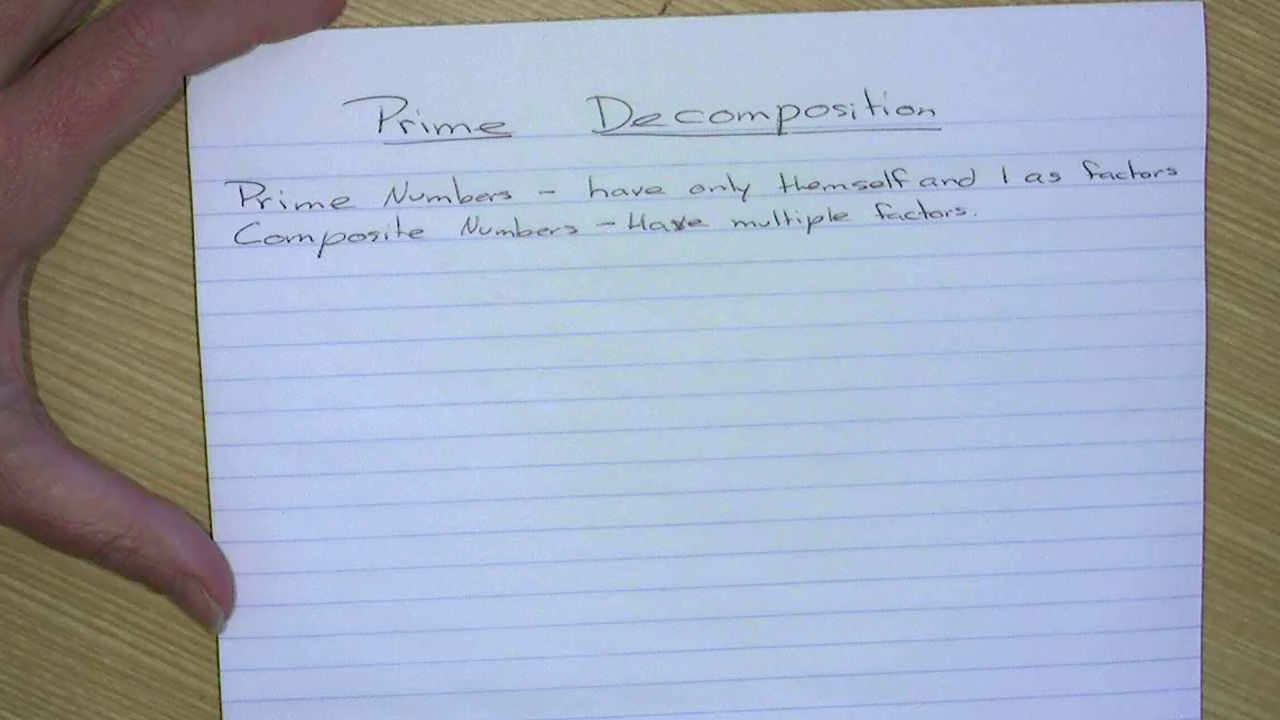 Prime Decomposition
Prime Numbers - have only themself and 1 as factors
Composite Numbers - Have multiple factors.